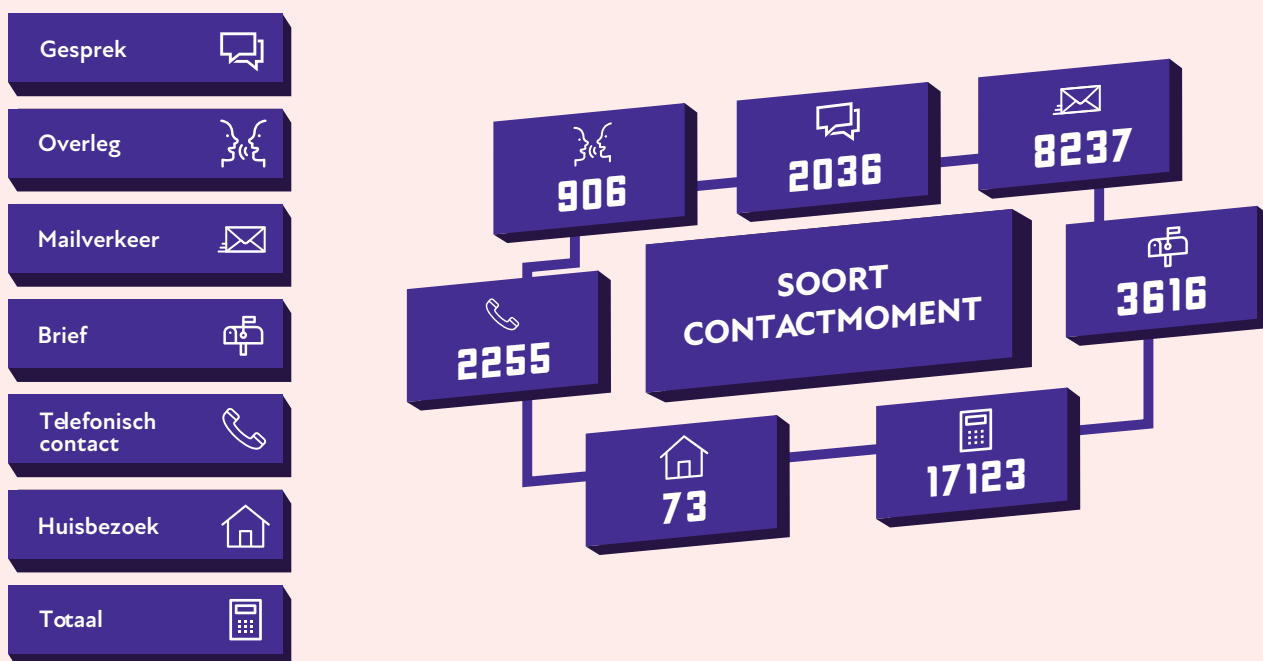 Gesprek
Overleg
Mailverkeer
Brief
Telefonisch
contact
Huisbezoek
Totaal
906
2036
8237
3616
SOORT
CONTACTMOMENT
2255
73
17123